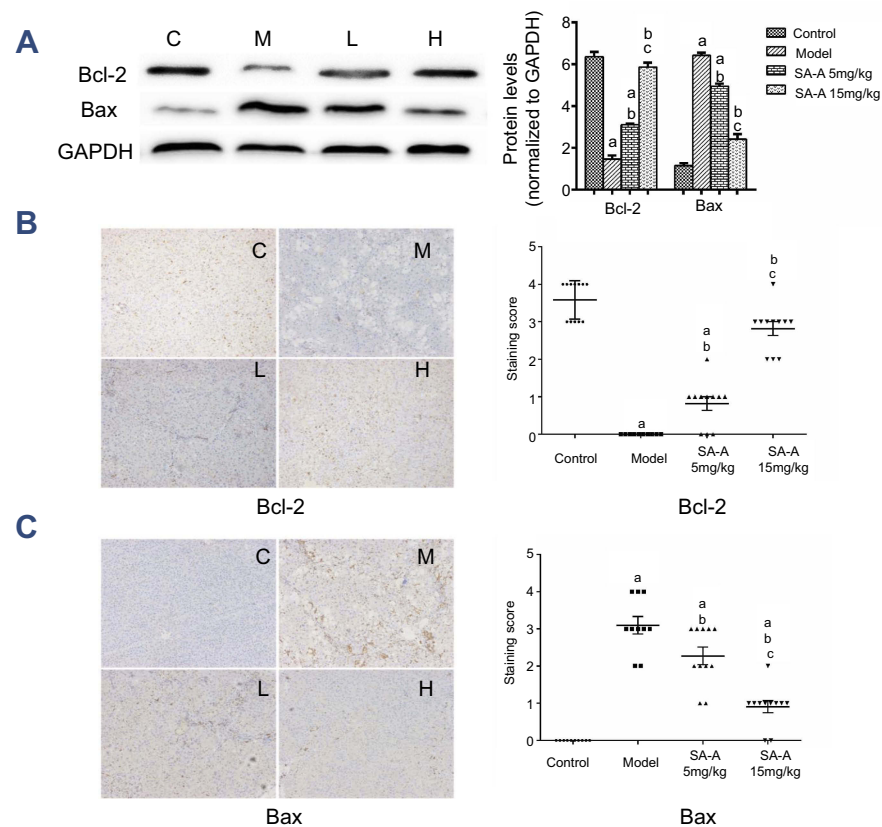 A
C M L H
Bcl-2
Bax
GAPDH
Protein levels
(normalized to GAPDH)
8
6
4
2
0
a
a
b
b
c
a
a
b
b
c
Bcl-2 Bax
Control
Model
SA-A 5mg/kg
SA-A 15mg/kg
B
C M
L H
Bcl-2
Staining score
5
4
3
2
1
0
a
a
b
b
c
Control Model SA-A SA-A
5mg/kg 15mg/kg
Bcl-2
C
C M
L H
Bax
Staining score
5
4
3
2
1
0
a
a
b
a
b
c
Control Model SA-A SA-A
5mg/kg 15mg/kg
Bax